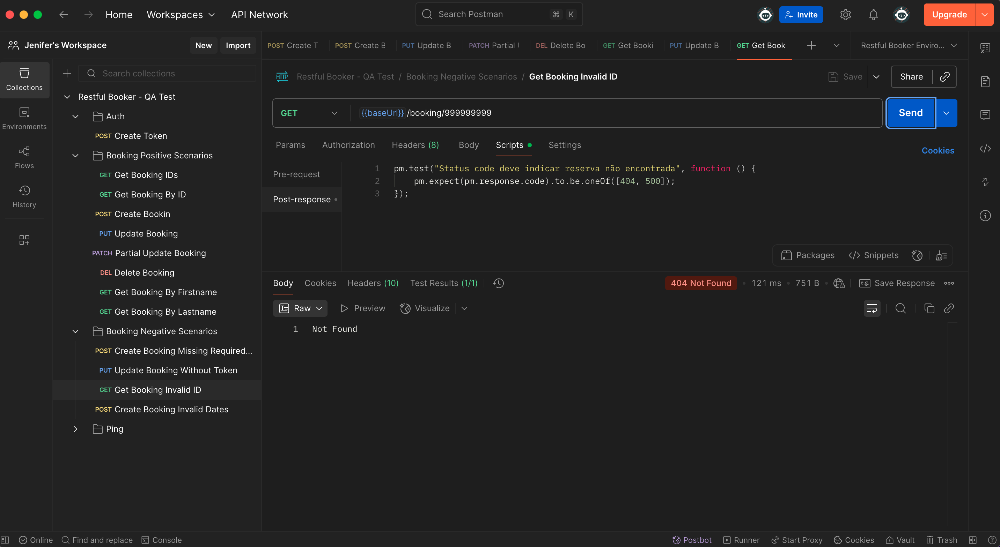 Home
Workspaces
API Network
Search Postman
⌘ K
Invite
Upgrade
Jenifer's Workspace
New
Import
POST Create T
POST Create B
PUT Update B
PATCH Partial
DEL Delete Bo
GET Get Booki
PUT Update B
GET Get Booki
Restful Booker Enviro...
Collections
Environments
Flows
History
Search collections
Restful Booker - QA Test
Auth
POST Create Token
Booking Positive Scenarios
GET Get Booking IDs
GET Get Booking By ID
POST Create Bookin
PUT Update Booking
PATCH Partial Update Booking
DEL Delete Booking
GET Get Booking By Firstname
GET Get Booking By Lastname
Booking Negative Scenarios
POST Create Booking Missing Required...
PUT Update Booking Without Token
GET Get Booking Invalid ID
POST Create Booking Invalid Dates
Ping
HTTP
Restful Booker - QA Test / Booking Negative Scenarios / Get Booking Invalid ID
Save
Share
GET
{{baseUrl}} /booking/999999999
Send
Params
Authorization
Headers (8)
Body
Scripts
Settings
Cookies
Pre-request
Post-response
1 pm.test("Status code deve indicar reserva não encontrada", function () {
2 pm.expect(pm.response.code).to.be.oneOf([404, 500]);
3 });
Packages
</> Snippets
Body
Cookies
Headers (10)
Test Results (1/1)
404 Not Found • 121 ms • 751 B
e.g. Save Response
Raw
Preview
Visualize
1 Not Found
Online
Find and replace
Console
Postbot
Runner
Start Proxy
Cookies
Vault
Trash